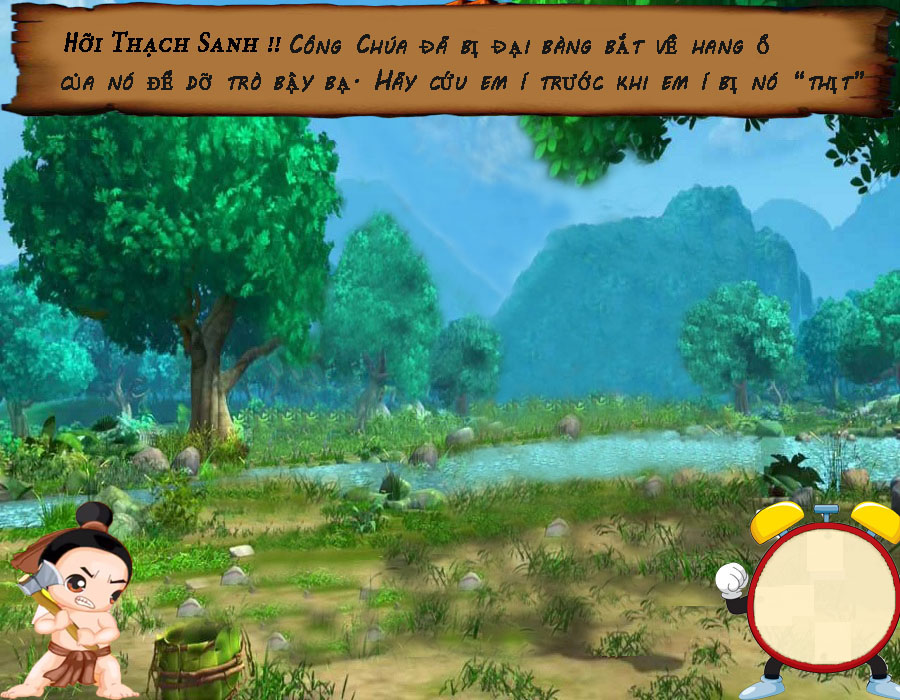 Hỡi Thạch Sanh !! Công Chúa đã bị đại bàng bắt về hang ổ
của nó để dở trò bậy bạ. Hãy cứu em í trước khi em í bị nó "thịt"